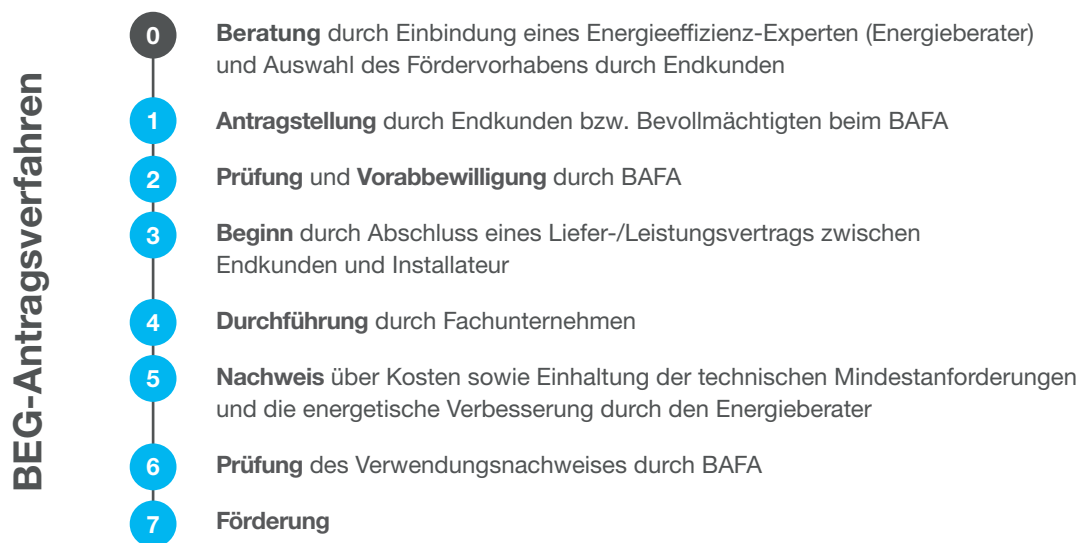 BEG-Antragsverfahren
0
Beratung durch Einbindung eines Energieeffizienz-Experten (Energieberater)
und Auswahl des Fördervorhabens durch Endkunden
1
Antragstellung durch Endkunden bzw. Bevollmächtigten beim BAFA
2
Prüfung und Vorabbewilligung durch BAFA
3
Beginn durch Abschluss eines Liefer-/Leistungsvertrags zwischen
Endkunden und Installateur
4
Durchführung durch Fachunternehmen
5
Nachweis über Kosten sowie Einhaltung der technischen Mindestanforderungen
und die energetische Verbesserung durch den Energieberater
6
Prüfung des Verwendungsnachweises durch BAFA
7
Förderung